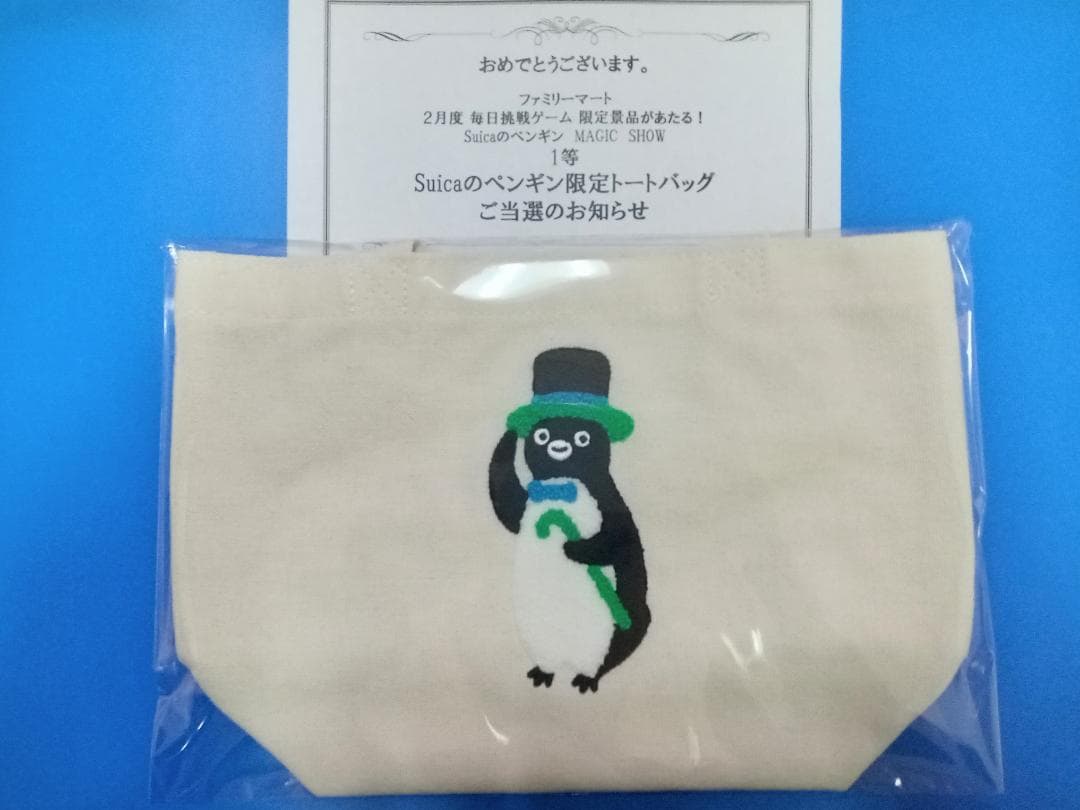 おめでとうございます。
ファミリーマート
２月度 毎日挑戦ゲーム 限定景品があたる！
Suicaのペンギン MAGIC SHOW
1等
Suicaのペンギン限定トートバッグ
ご当選のお知らせ